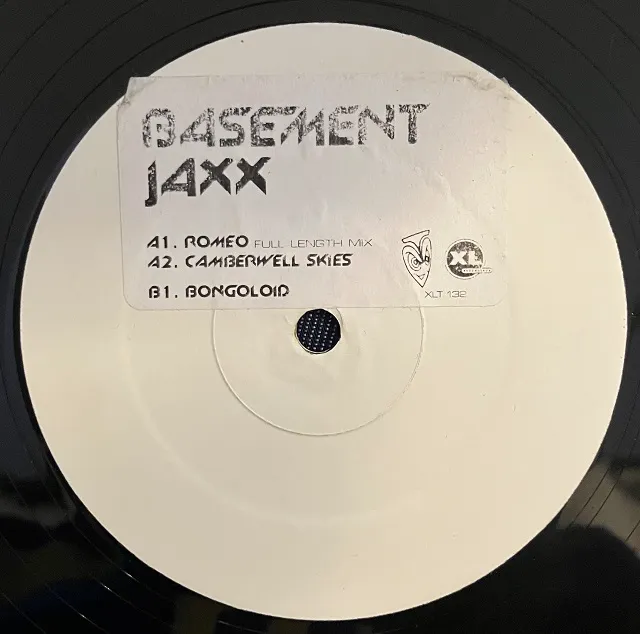 BASEMENT
JAXX
A1. ROMEO FULL LENGTH MIX
A2. CAMBERWELL SKIES
B1. BONGOLOID
XL
XLT 132